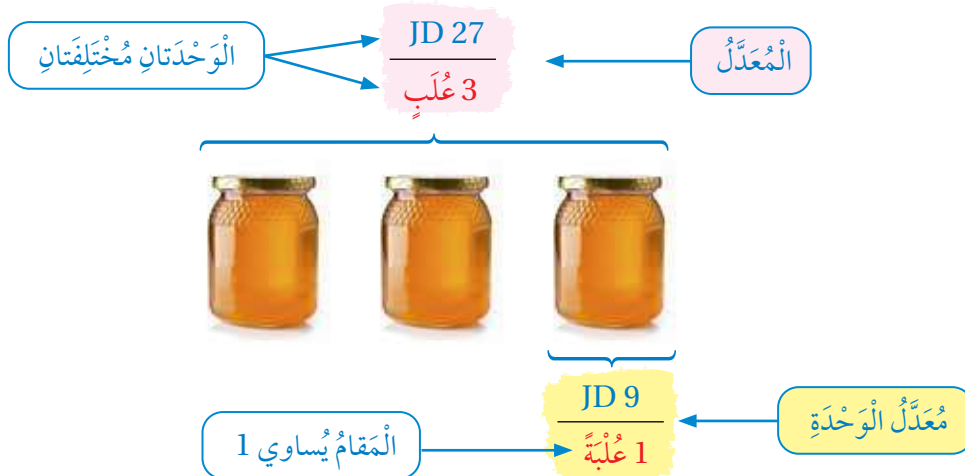 الْوَحْدَتانِ مُخْتَلِفَتانِ
JD 27
3 عُلَبٍ
الْمُعَدَّلُ
JD 9
1 عُلْبَةً
مُعَدَّلُ الْوَحْدَةِ
الْمَقامُ يُساوي 1